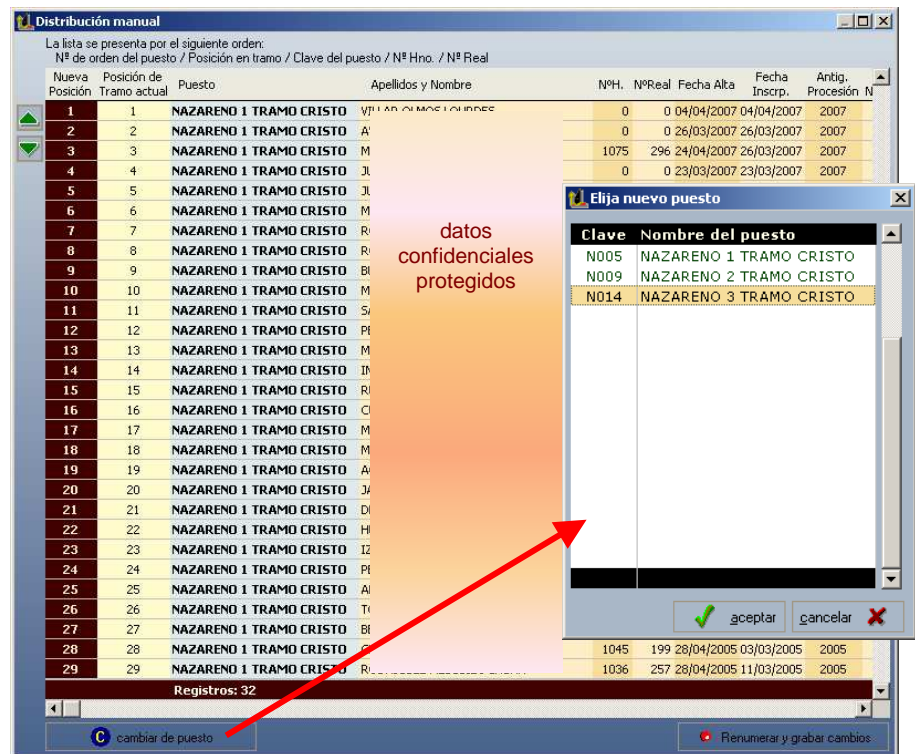 Distribución manual
La lista se presenta por el siguiente orden:
Nº de orden del puesto / Posición en tramo / Clave del puesto / Nº Hno. / Nº Real
Nueva Posición Posición de Tramo actual Puesto Apellidos y Nombre NºH. NºReal Fecha Alta Fecha Inscrp. Antig. Procesión N
1 1 NAZARENO 1 TRAMO CRISTO 0 0 04/04/2007 04/04/2007 2007
2 2 NAZARENO 1 TRAMO CRISTO 0 0 26/03/2007 26/03/2007 2007
3 3 NAZARENO 1 TRAMO CRISTO M 1075 296 24/04/2007 26/03/2007 2007
4 4 NAZARENO 1 TRAMO CRISTO JU 0 0 23/03/2007 23/03/2007 2007
5 5 NAZARENO 1 TRAMO CRISTO JU
6 6 NAZARENO 1 TRAMO CRISTO M
7 7 NAZARENO 1 TRAMO CRISTO
8 8 NAZARENO 1 TRAMO CRISTO
9 9 NAZARENO 1 TRAMO CRISTO
10 10 NAZARENO 1 TRAMO CRISTO M
11 11 NAZARENO 1 TRAMO CRISTO
12 12 NAZARENO 1 TRAMO CRISTO
13 13 NAZARENO 1 TRAMO CRISTO M
14 14 NAZARENO 1 TRAMO CRISTO
15 15 NAZARENO 1 TRAMO CRISTO
16 16 NAZARENO 1 TRAMO CRISTO
17 17 NAZARENO 1 TRAMO CRISTO M
18 18 NAZARENO 1 TRAMO CRISTO M
19 19 NAZARENO 1 TRAMO CRISTO
20 20 NAZARENO 1 TRAMO CRISTO
21 21 NAZARENO 1 TRAMO CRISTO
22 22 NAZARENO 1 TRAMO CRISTO
23 23 NAZARENO 1 TRAMO CRISTO IZ
24 24 NAZARENO 1 TRAMO CRISTO
25 25 NAZARENO 1 TRAMO CRISTO
26 26 NAZARENO 1 TRAMO CRISTO
27 27 NAZARENO 1 TRAMO CRISTO
28 28 NAZARENO 1 TRAMO CRISTO 1045 199 28/04/2005 03/03/2005 2005
29 29 NAZARENO 1 TRAMO CRISTO 1036 257 28/04/2005 11/03/2005 2005
Registros: 32
datos
confidenciales
protegidos
Elija nuevo puesto
Clave Nombre del puesto
N005 NAZARENO 1 TRAMO CRISTO
N009 NAZARENO 2 TRAMO CRISTO
N014 NAZARENO 3 TRAMO CRISTO
aceptar cancelar
C cambiar de puesto Renumerar y grabar cambios